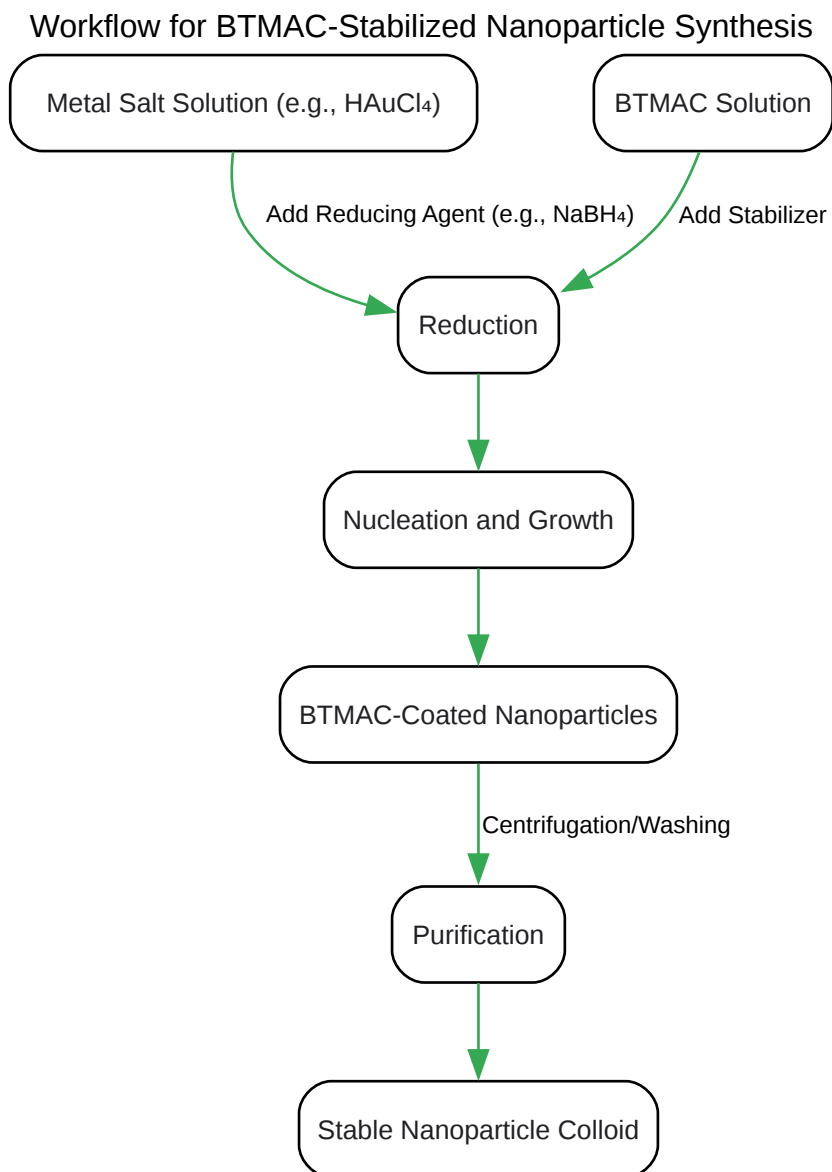 Workflow for BTMAC-Stabilized Nanoparticle Synthesis
Metal Salt Solution (e.g., HAuCl₄)
BTMAC Solution
Add Reducing Agent (e.g., NaBH₄)
Add Stabilizer
Reduction
Nucleation and Growth
BTMAC-Coated Nanoparticles
Centrifugation/Washing
Purification
Stable Nanoparticle Colloid